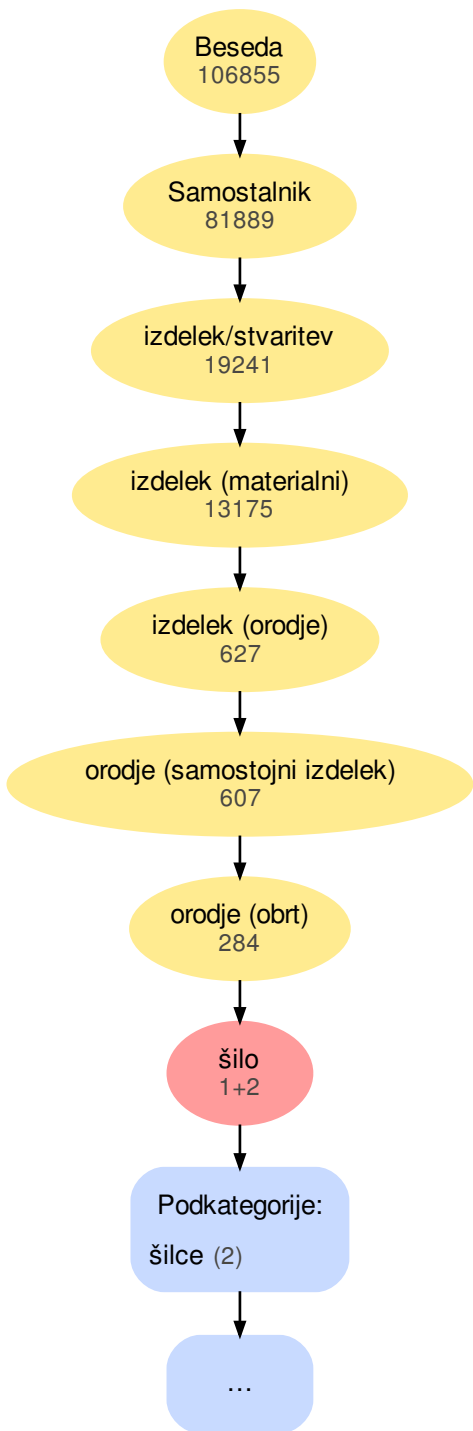 Beseda
106855
Samostalnik
81889
izdelek/stvaritev
19241
izdelek (materialni)
13175
izdelek (orodje)
627
orodje (samostojni izdelek)
607
orodje (obrt)
284
šilo
1+2
Podkategorije:
šilce (2)
...